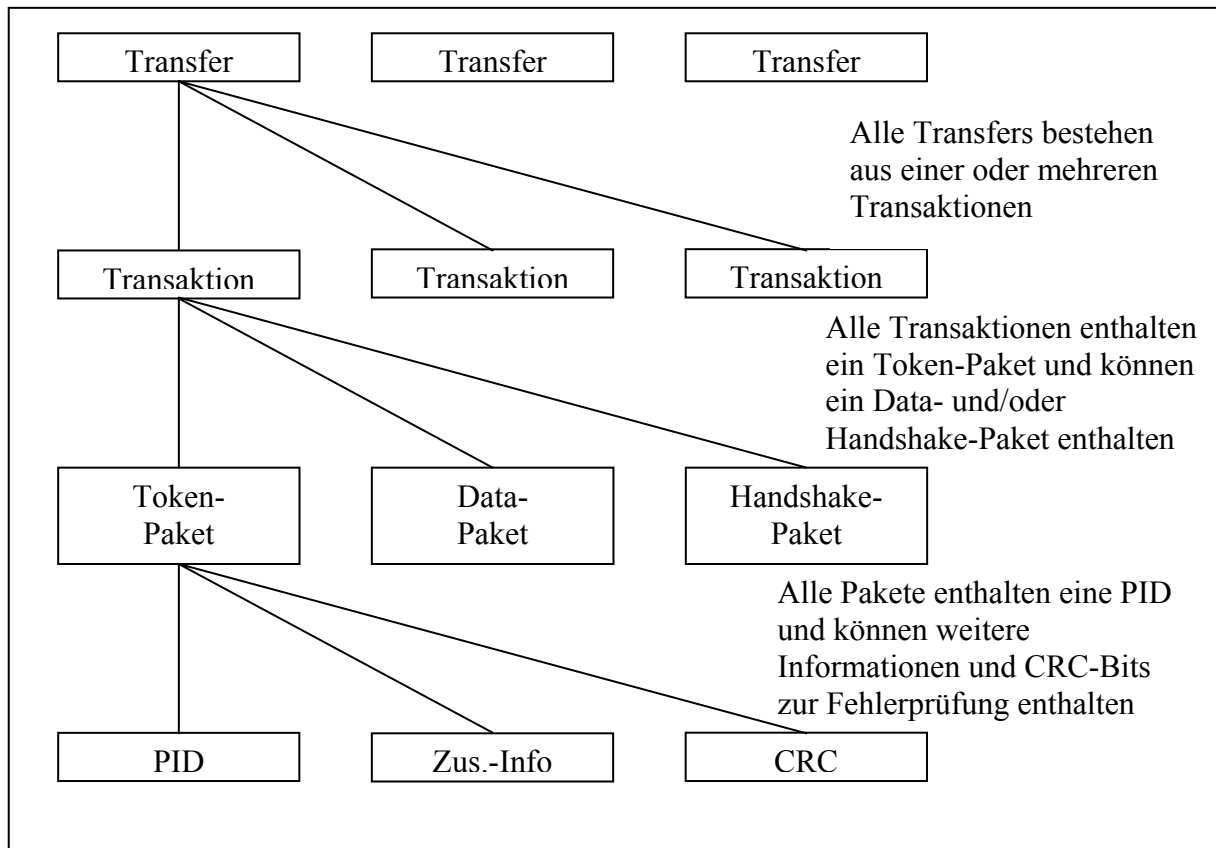 Transfer Transfer Transfer
Alle Transfers bestehen
aus einer oder mehreren
Transaktionen
Transaktion Transaktion Transaktion
Alle Transaktionen enthalten
ein Token-Paket und können
ein Data- und/oder
Handshake-Paket enthalten
Token- Data- Handshake-
Paket Paket Paket
Alle Pakete enthalten eine PID
und können weitere
Informationen und CRC-Bits
zur Fehlerprüfung enthalten
PID Zus.-Info CRC